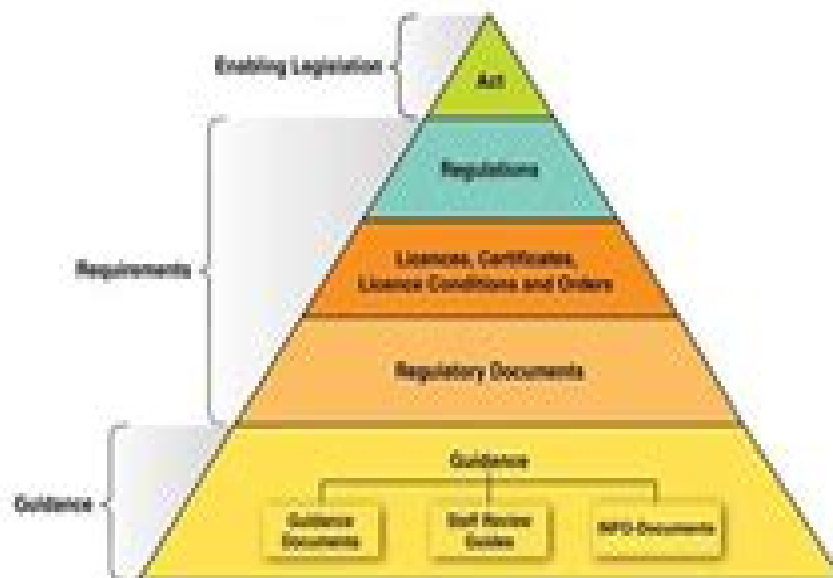 Enabling Legislation
Act
Regulations
Requirements
Licences, Certificates,
Licence Conditions and Orders
Regulatory Documents
Guidance
Guidance
Guidance
Documents
Staff Review
Guides
INFO-Documents